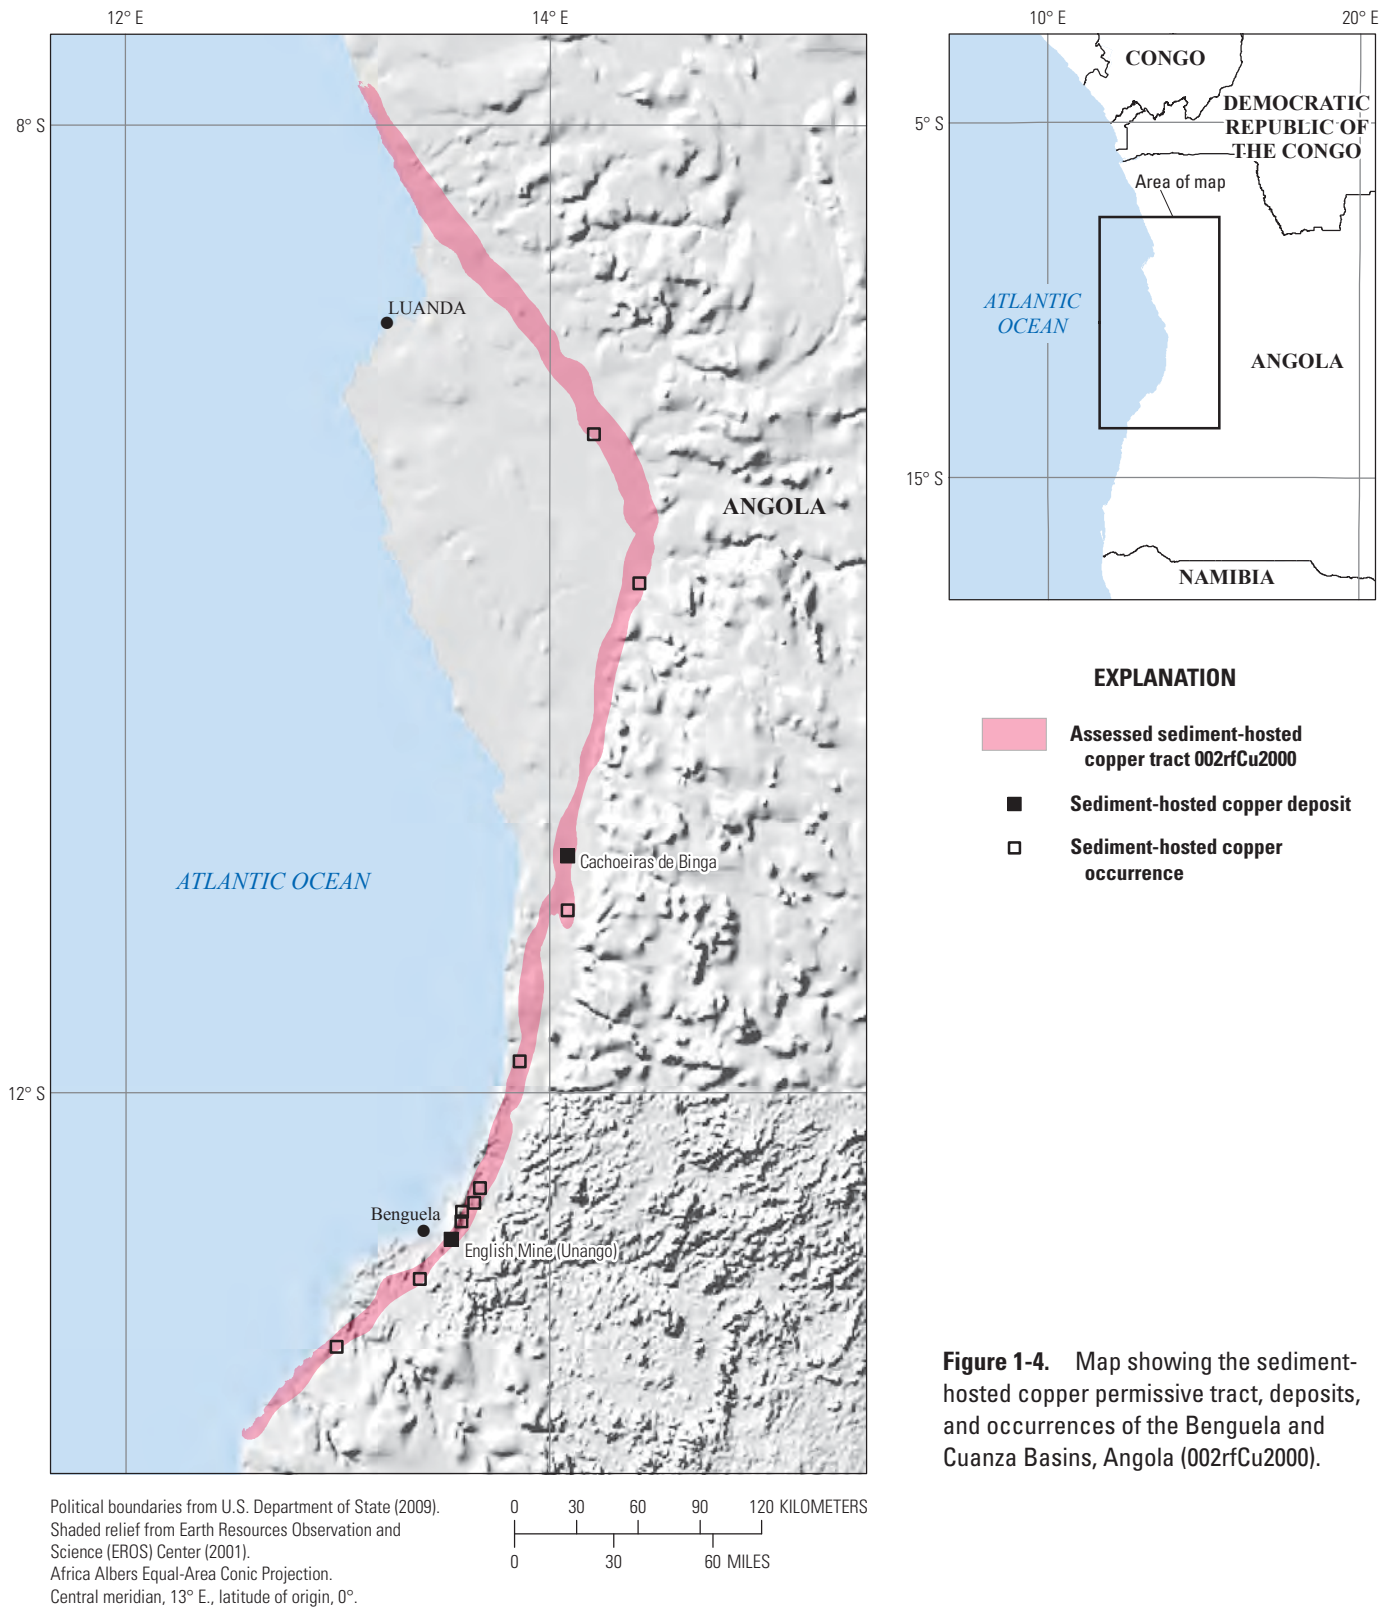 12° E
14° E
8° S
12° S
LUANDA
ANGOLA
Cachoeiras de Binga
ATLANTIC OCEAN
Benguela
English Mine (Unango)
10° E
20° E
5° S
15° S
CONGO
DEMOCRATIC
REPUBLIC OF
THE CONGO
Area of map
ATLANTIC
OCEAN
ANGOLA
NAMIBIA
EXPLANATION
Assessed sediment-hosted
copper tract 002rfCu2000
Sediment-hosted copper deposit
Sediment-hosted copper
occurrence
Figure 1-4. Map showing the sediment-
hosted copper permissive tract, deposits,
and occurrences of the Benguela and
Cuanza Basins, Angola (002rfCu2000).
Political boundaries from U.S. Department of State (2009).
Shaded relief from Earth Resources Observation and
Science (EROS) Center (2001).
Africa Albers Equal-Area Conic Projection.
Central meridian, 13° E., latitude of origin, 0°.
0 30 60 90 120 KILOMETERS
0 30 60 MILES